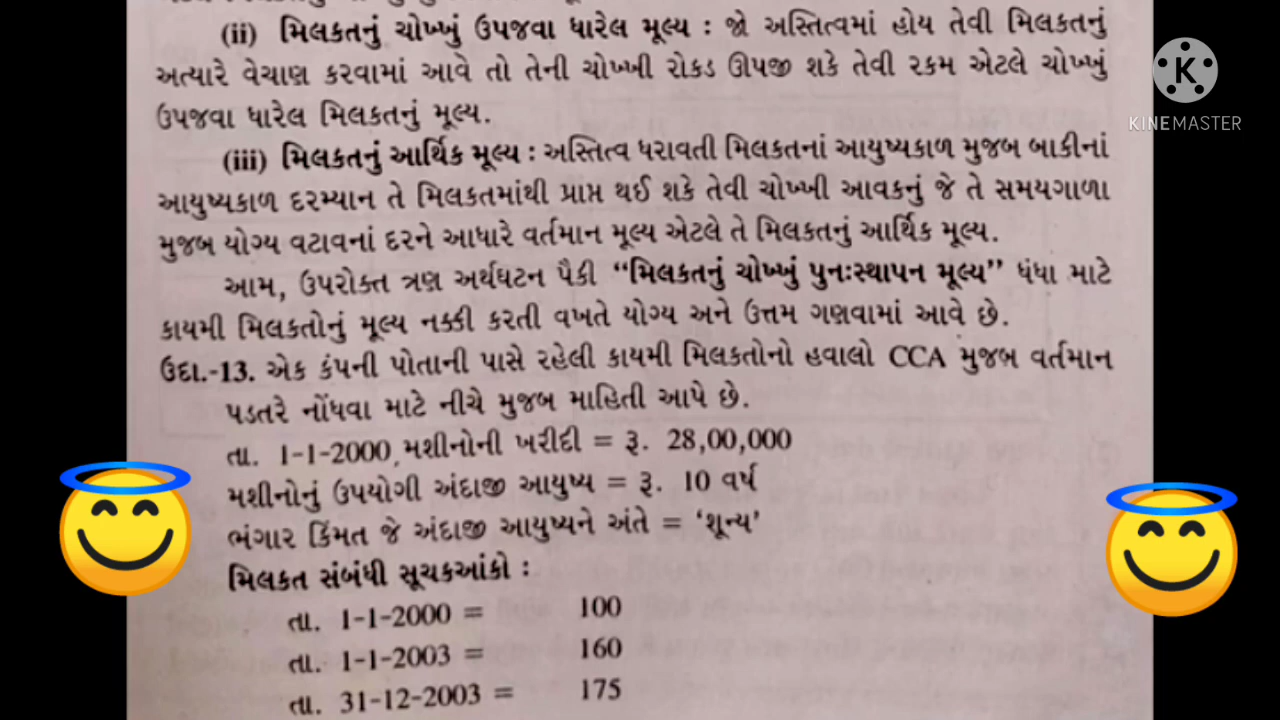 (ii) મિલકતનું ચોખ્ખું ઉપજવા ધારેલ મૂલ્ય : જો અસ્તિત્વમાં હોય તેવી મિલકતનું
અત્યારે વેચાણ કરવામાં આવે તો તેની ચોખ્ખી રોકડ ઊપજી શકે તેવી રકમ એટલે ચોખ્ખું
ઉપજવા ધારેલ મિલકતનું મૂલ્ય.
(iii) મિલકતનું આર્થિક મૂલ્ય : અસ્તિત્વ ધરાવતી મિલકતનાં આયુષ્યકાળ મુજબ બાકીનાં
આયુષ્યકાળ દરમ્યાન તે મિલકતમાંથી પ્રાપ્ત થઈ શકે તેવી ચોખ્ખી આવકનું જે તે સમયગાળા
મુજબ યોગ્ય વટાવનાં દરને આધારે વર્તમાન મૂલ્ય એટલે તે મિલકતનું આર્થિક મૂલ્ય.
આમ, ઉપરોક્ત ત્રણ અર્થઘટન પૈકી “મિલકતનું ચોખ્ખું પુનઃસ્થાપન મૂલ્ય” ધંધા માટે
કાયમી મિલકતોનું મૂલ્ય નક્કી કરતી વખતે યોગ્ય અને ઉત્તમ ગણવામાં આવે છે.
ઉદા.-13. એક કંપની પોતાની પાસે રહેલી કાયમી મિલકતોનો હવાલો CCA મુજબ વર્તમાન
પડતરે નોંધવા માટે નીચે મુજબ માહિતી આપે છે.
તા. 1-1-2000 મશીનોની ખરીદી = રૂ. 28,00,000
મશીનોનું ઉપયોગી અંદાજી આયુષ્ય = રૂ. 10 વર્ષ
ભંગાર કિંમત જે અંદાજી આયુષ્યને અંતે = ‘શૂન્ય’
મિલકત સંબંધી સૂચકઆંકો :
તા. 1-1-2000 = 100
તા. 1-1-2003 = 160
તા. 31-12-2003 = 175
K
KINEMASTER